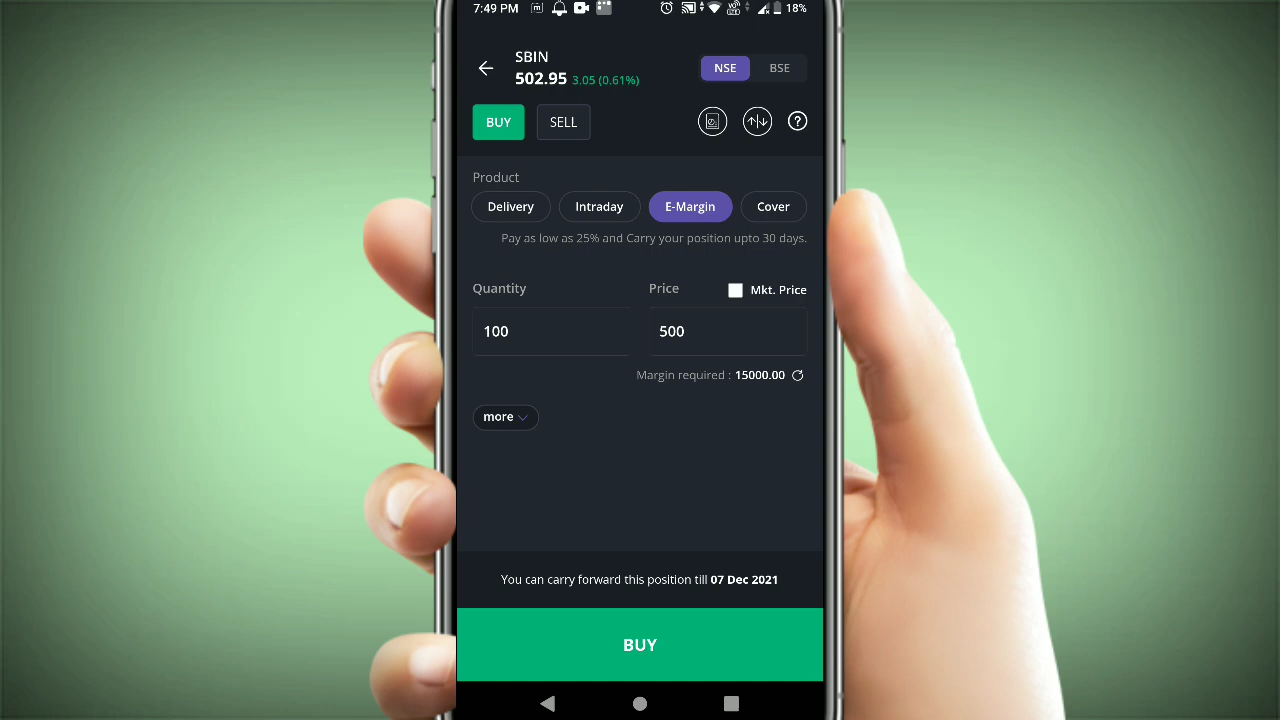 7:49 PM 18%
SBIN
502.95 3.05 (0.61%)
NSE BSE
BUY SELL
Product
Delivery Intraday E-Margin Cover
Pay as low as 25% and Carry your position upto 30 days.
Quantity Price Mkt. Price
100 500
Margin required : 15000.00
more
You can carry forward this position till 07 Dec 2021
BUY